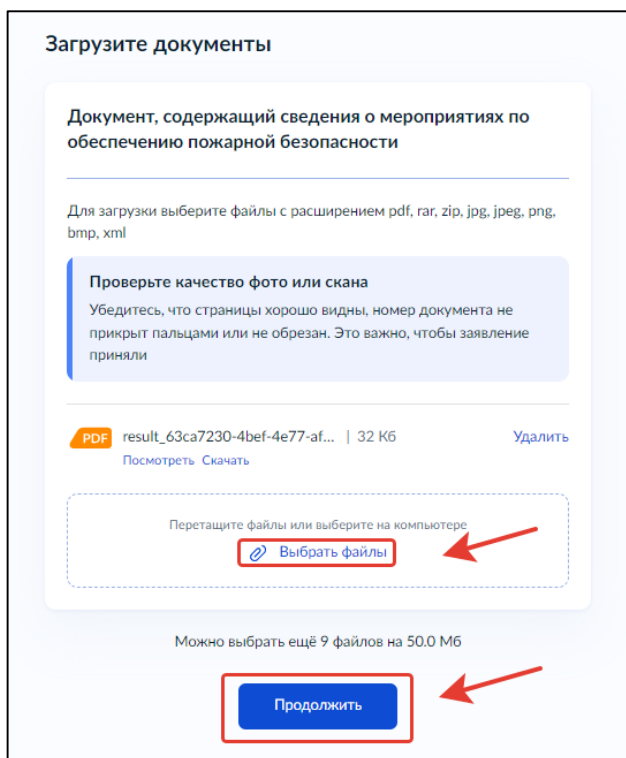 Загрузите документы
Документ, содержащий сведения о мероприятиях по
обеспечению пожарной безопасности
Для загрузки выберите файлы с расширением pdf, rar, zip, jpg, jpeg, png,
bmp, xml
Проверьте качество фото или скана
Убедитесь, что страницы хорошо видны, номер документа не
прикрыт пальцами или не обрезан. Это важно, чтобы заявление
приняли
PDF result_63ca7230-4bef-4e77-af... | 32 Кб Удалить
Посмотреть Скачать
Перетащите файлы или выберите на компьютере
Выбрать файлы
Можно выбрать ещё 9 файлов на 50.0 Мб
Продолжить